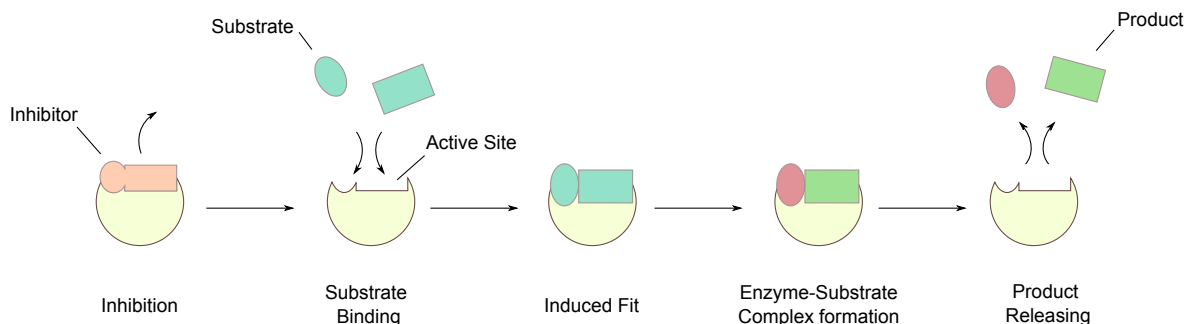 Substrate
Product
Inhibitor
Active Site
Inhibition
Substrate
Binding
Induced Fit
Enzyme-Substrate
Complex formation
Product
Releasing